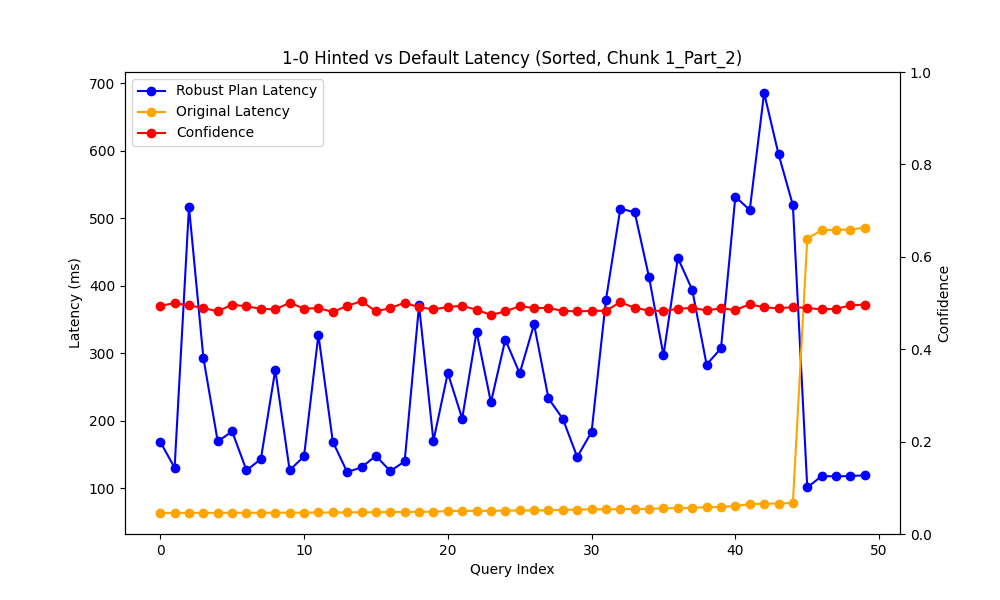 1-0 Hinted vs Default Latency (Sorted, Chunk 1_Part_2)
Robust Plan Latency
Original Latency
Confidence
Latency (ms)
700
600
500
400
300
200
100
1.0
0.8
0.6
0.4
0.2
0.0
Confidence
0 10 20 30 40 50
Query Index